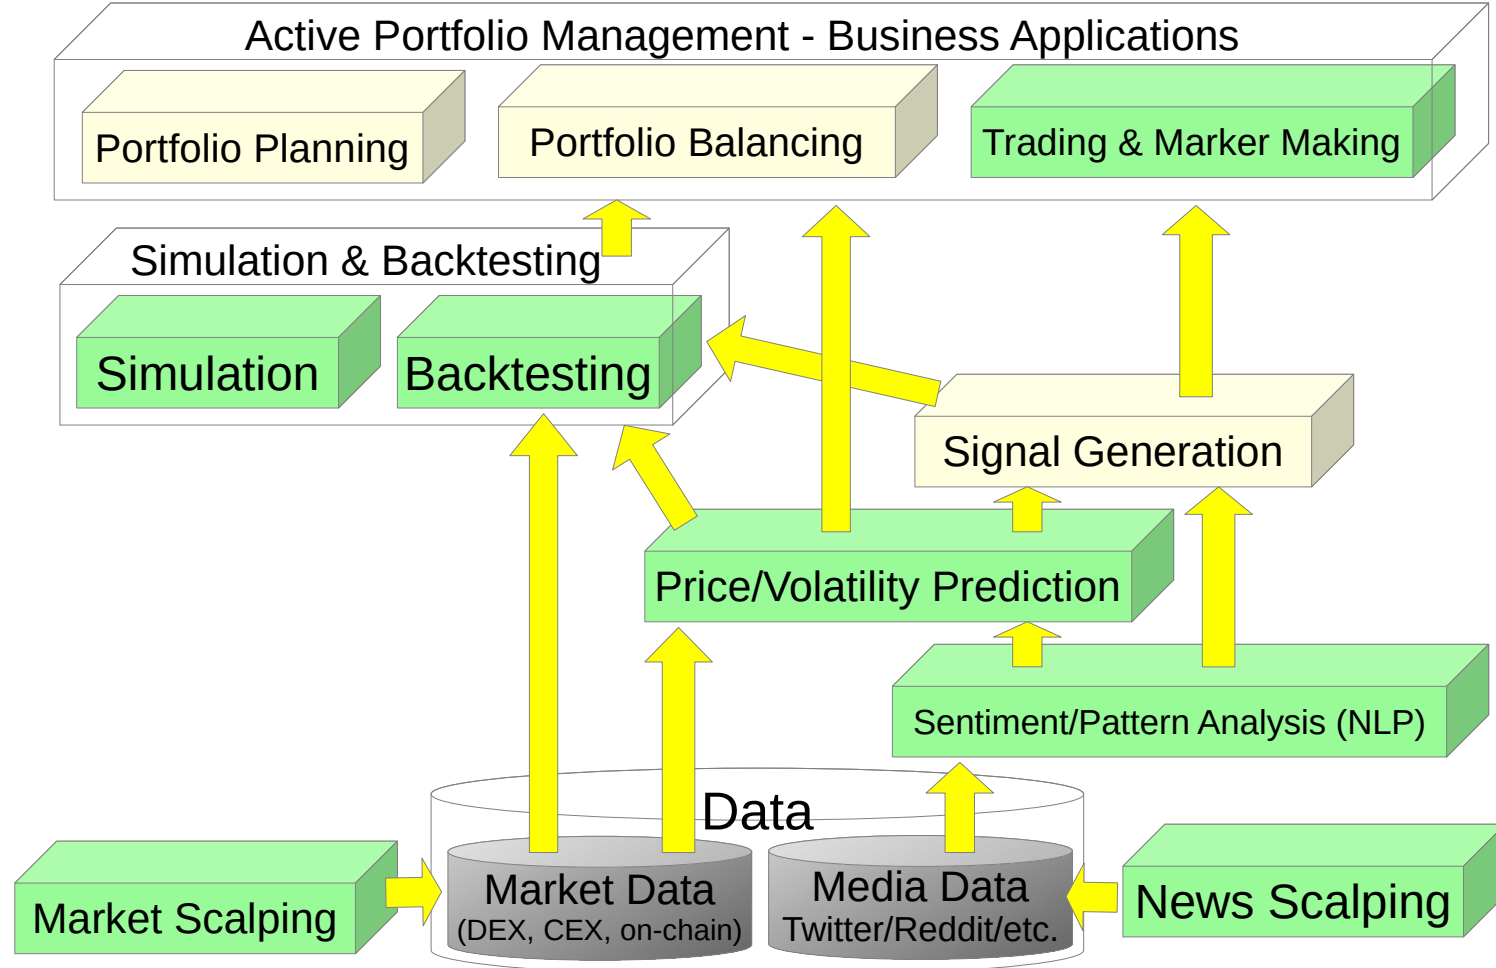 Active Portfolio Management - Business Applications
Portfolio Planning
Portfolio Balancing
Trading & Marker Making
Simulation & Backtesting
Simulation
Backtesting
Signal Generation
Price/Volatility Prediction
Sentiment/Pattern Analysis (NLP)
Data
Market Scalping
Market Data
(DEX, CEX, on-chain)
Media Data
Twitter/Reddit/etc.
News Scalping